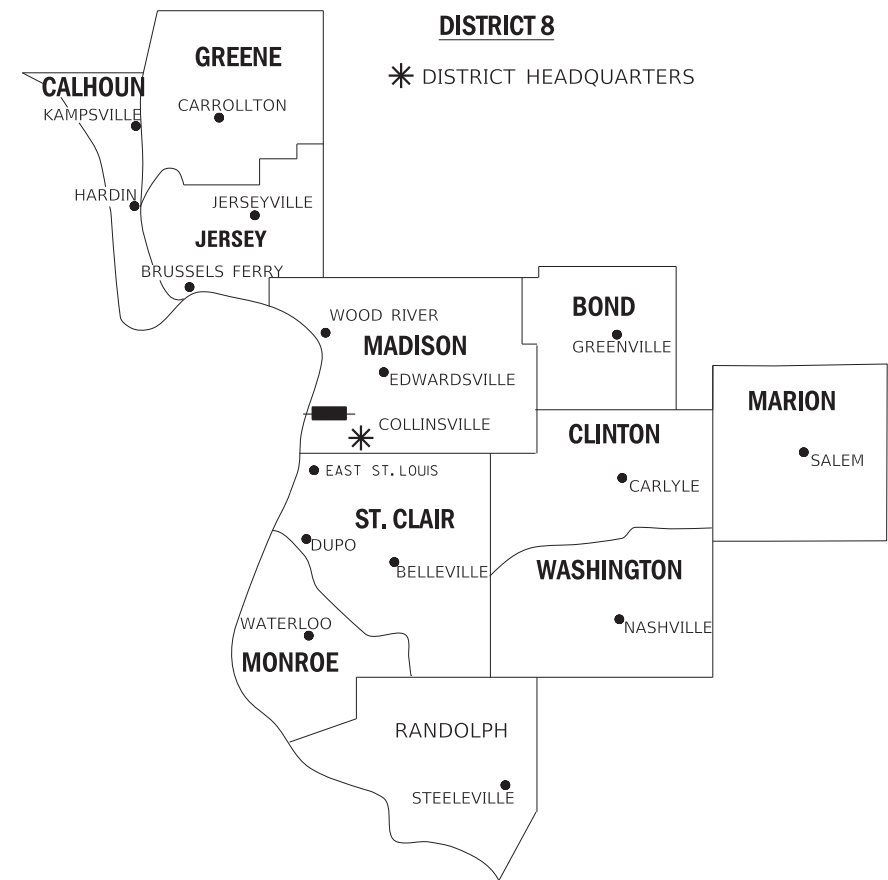 DISTRICT 8
DISTRICT HEADQUARTERS
GREENE
CALHOUN
KAMPSVILLE
CARROLLTON
HARDIN
JERSEYVILLE
JERSEY
BRUSSELS FERRY
WOOD RIVER
MADISON
EDWARDSVILLE
COLLINSVILLE
BOND
GREENVILLE
MARION
SALEM
CLINTON
CARLYLE
EAST ST. LOUIS
ST. CLAIR
DUPO
BELLEVILLE
WASHINGTON
NASHVILLE
WATERLOO
MONROE
RANDOLPH
STEELEVILLE